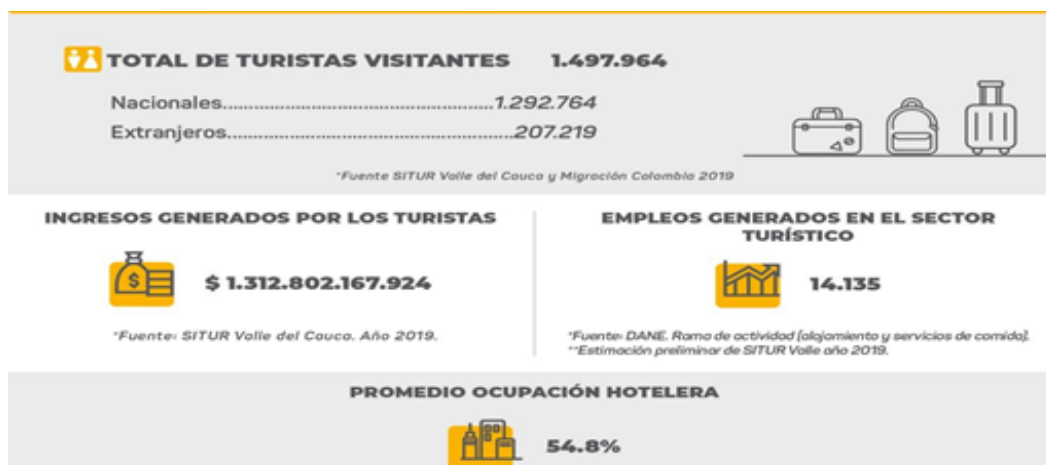 TOTAL DE TURISTAS VISITANTES 1.497.964
Nacionales....................................................1.292.764
Extranjeros.......................................................207.219
*Fuente SITUR Valle del Cauca y Migración Colombia 2019
INGRESOS GENERADOS POR LOS TURISTAS
$ 1.312.802.167.924
*Fuente: SITUR Valle del Cauca. Año 2019.
EMPLEOS GENERADOS EN EL SECTOR
TURÍSTICO
14.135
*Fuente: DANE. Rama de actividad [alojamiento y servicios de comida].
**Estimación preliminar de SITUR Valle año 2019.
PROMEDIO OCUPACIÓN HOTELERA
54.8%